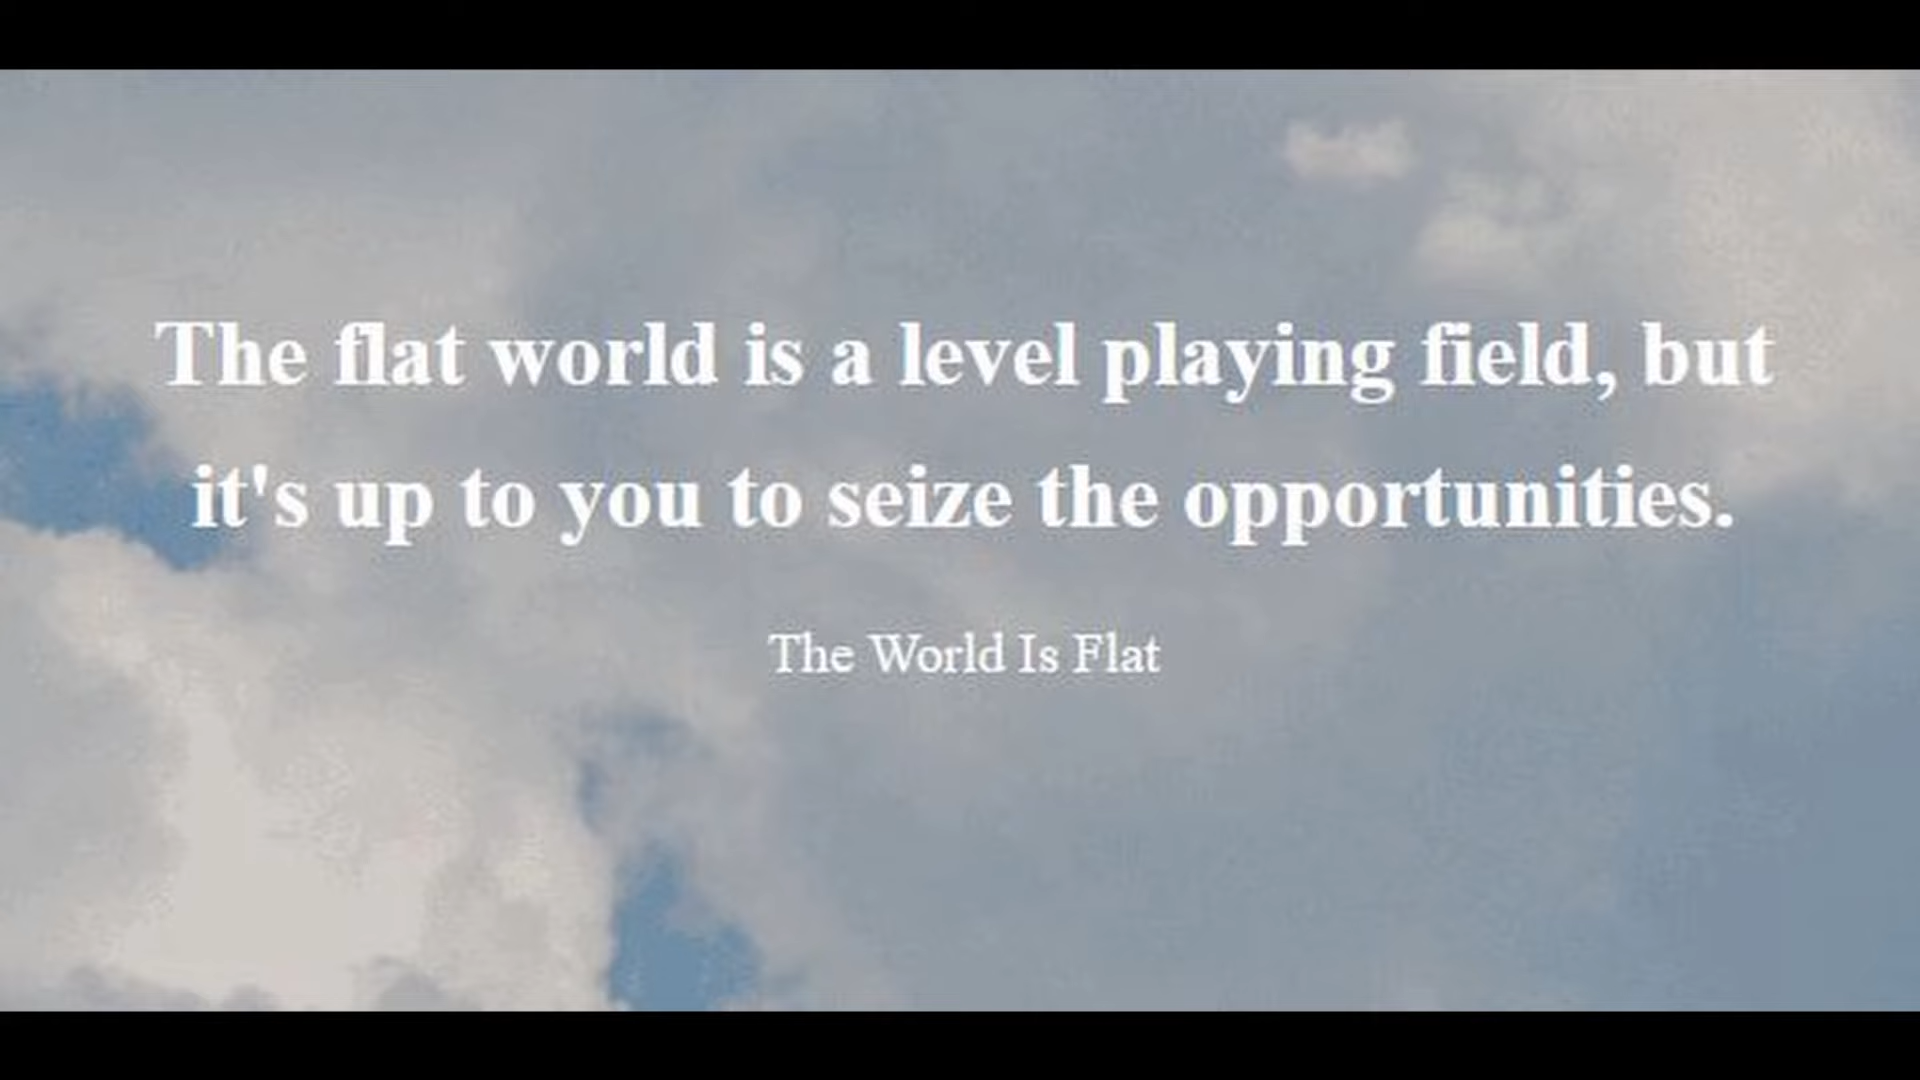 The flat world is a level playing field, but
it's up to you to seize the opportunities.
The World Is Flat